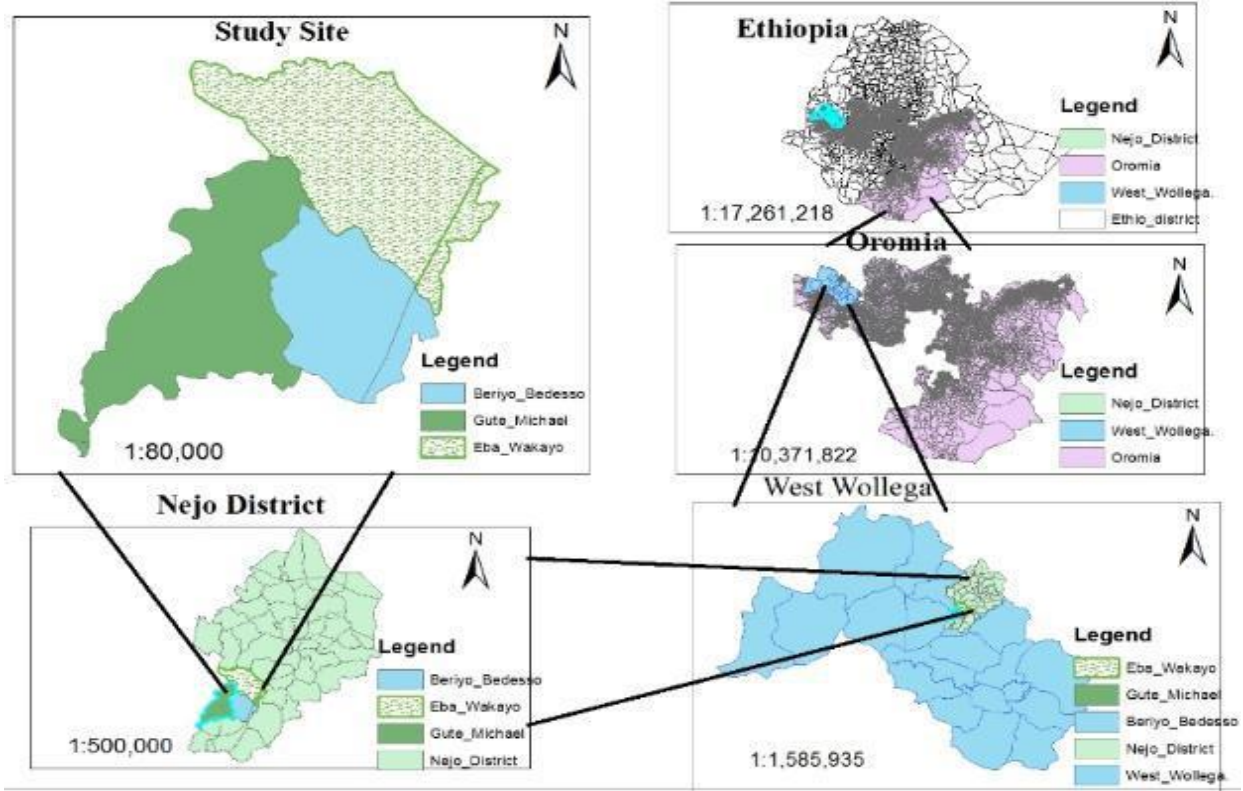 Study Site
N
Legend
Beriyo_Bedesso
Gute_Michael
Eba_Wakayo
1:80,000
Ethiopia
N
Legend
Nejo_District
Oromia
West_Wollega.
Ethio_district
1:17,261,218
Oromia
N
Legend
Nejo_District
West_Wollega.
Oromia
1:10,371,822
Nejo District
N
Legend
Beriyo_Bedesso
Eba_Wakayo
Gute_Michael
Nejo_District
1:500,000
West Wollega
N
Legend
Eba_Wakayo
Gute_Michael
Beriyo_Bedesso
Nejo_District
West_Wollega.
1:1,585,935